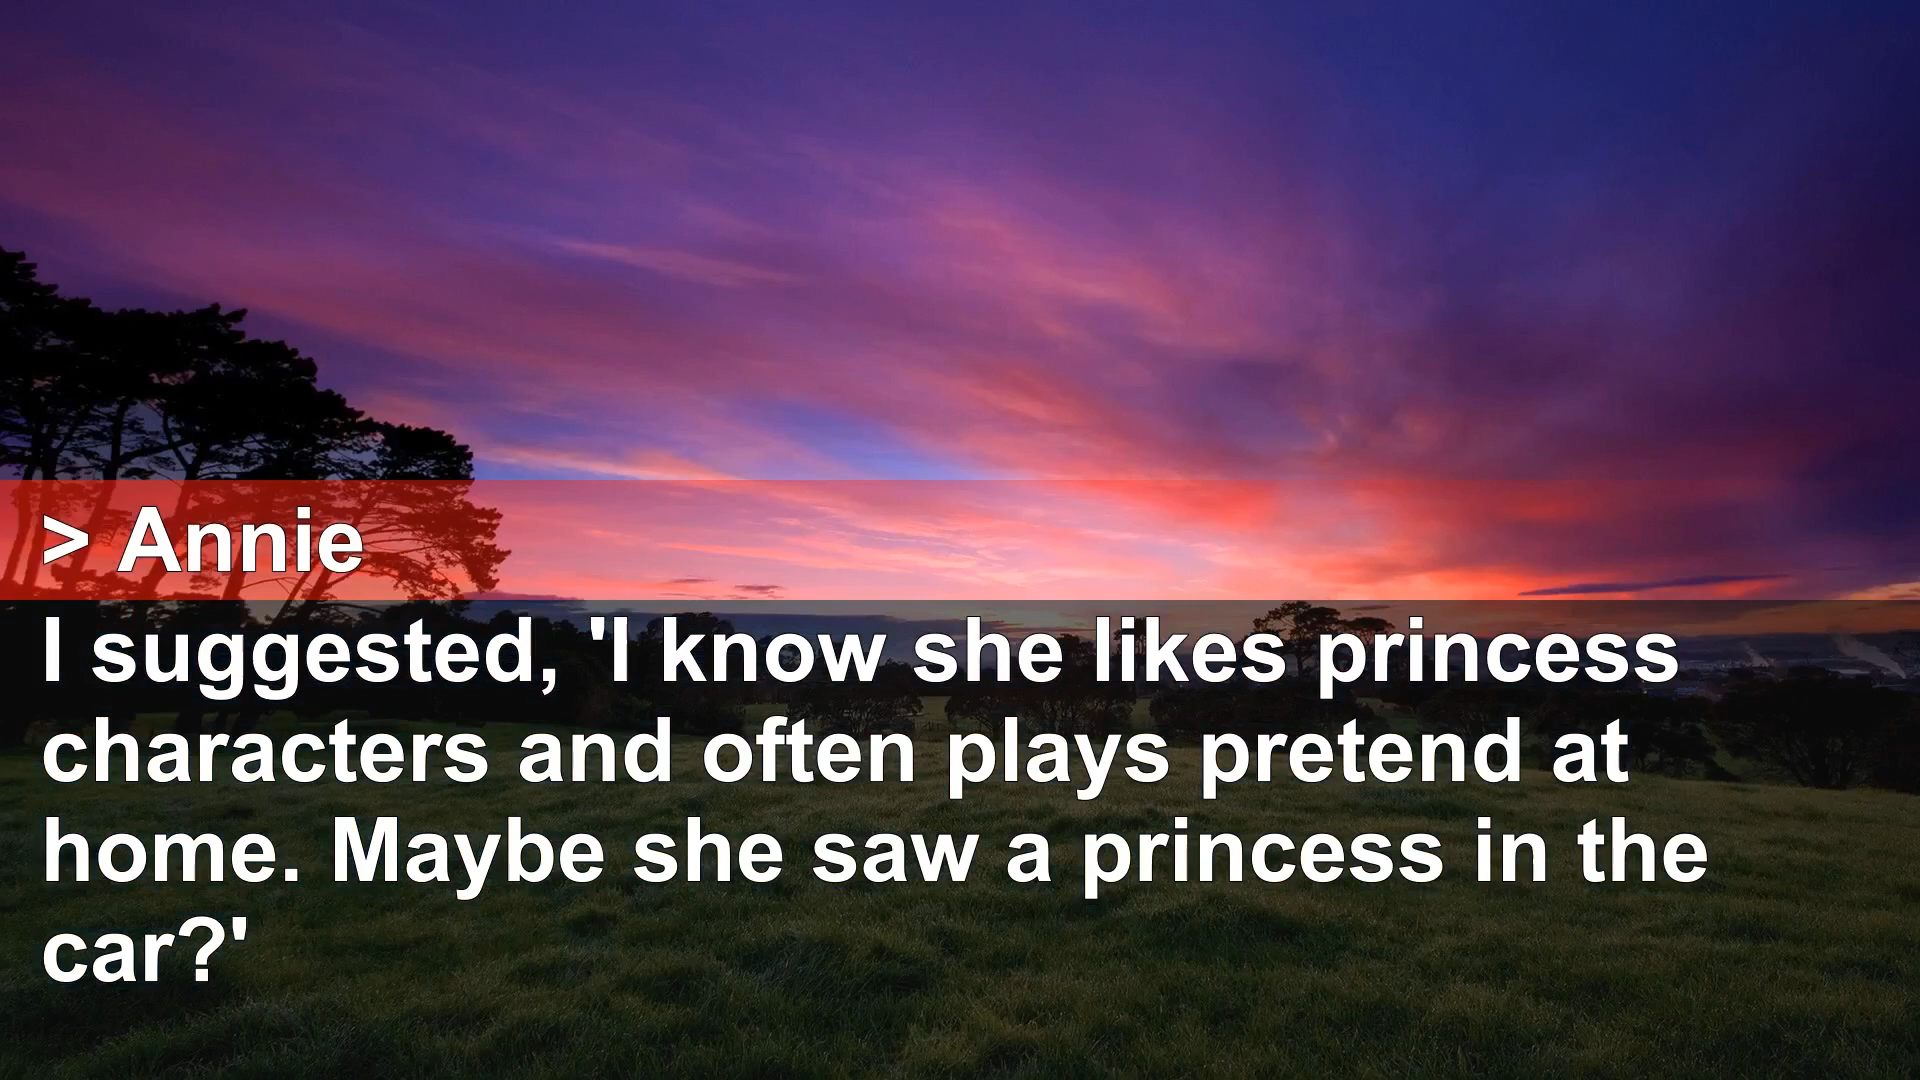 > Annie
I suggested, 'I know she likes princess
characters and often plays pretend at
home. Maybe she saw a princess in the
car?'